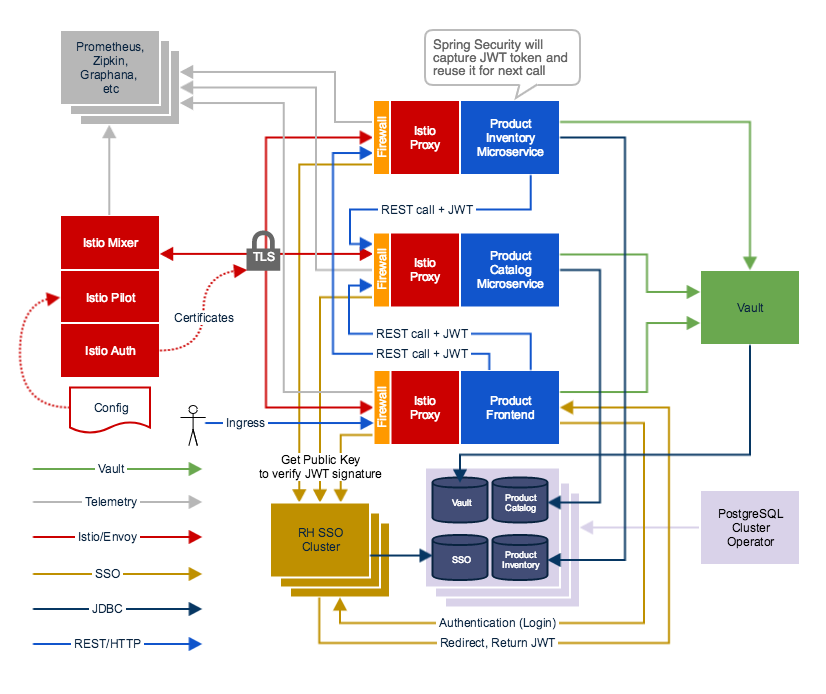 Prometheus,
Zipkin,
Graphana,
etc
Spring Security will
capture JWT token and
reuse it for next call
Firewall
Istio
Proxy
Product
Inventory
Microservice
REST call + JWT
Istio Mixer
TLS
Firewall
Istio
Proxy
Product
Catalog
Microservice
Istio Pilot
Vault
Certificates
REST call + JWT
Istio Auth
REST call + JWT
Config
Firewall
Istio
Proxy
Product
Frontend
Ingress
Get Public Key
to verify JWT signature
Vault
Telemetry
Istio/Envoy
SSO
JDBC
REST/HTTP
RH SSO
Cluster
Vault
Product
Catalog
SSO
Product
Inventory
PostgreSQL
Cluster
Operator
Authentication (Login)
Redirect, Return JWT